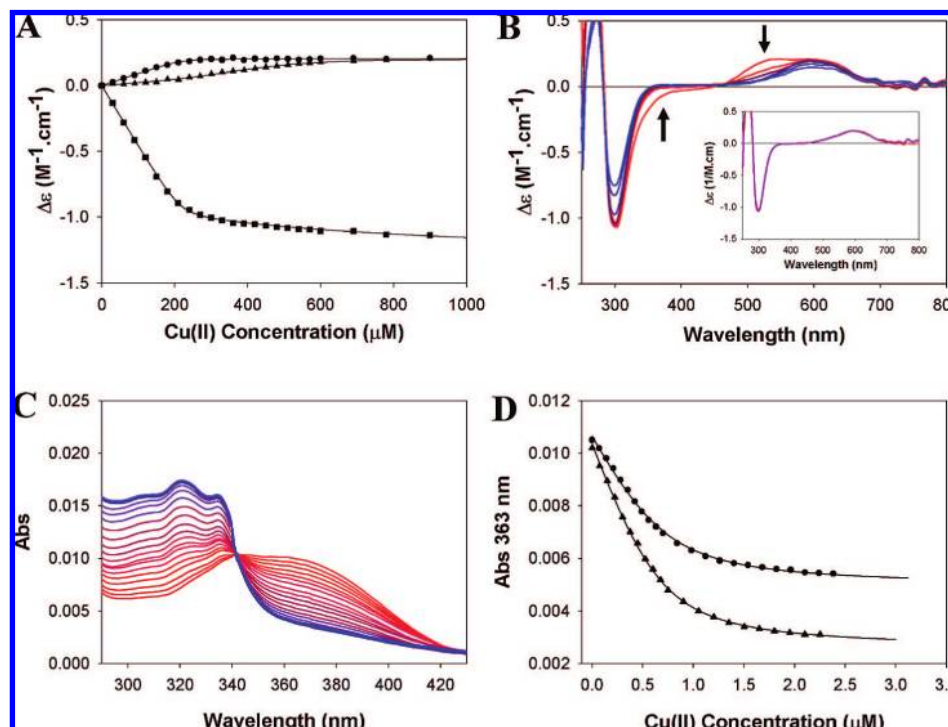 A
0.5
0.0
-0.5
-1.0
-1.5
0 200 400 600 800 1000
Δε (M⁻¹.cm⁻¹)
Cu(II) Concentration (μM)
B
0.5
0.0
-0.5
-1.0
-1.5
300 400 500 600 700 80
Δε (M⁻¹.cm⁻¹)
Wavelength (nm)
0.5
0.0
-0.5
-1.0
-1.5
300 400 500 600 700 800
Δε (1/M.cm)
Wavelength (nm)
C
0.025
0.020
0.015
0.010
0.005
0.000
300 320 340 360 380 400 420
Abs
Wavelength (nm)
D
0.012
0.010
0.008
0.006
0.004
0.002
0.0 0.5 1.0 1.5 2.0 2.5 3.0 3.
Abs 363 nm
Cu(II) Concentration (μM)